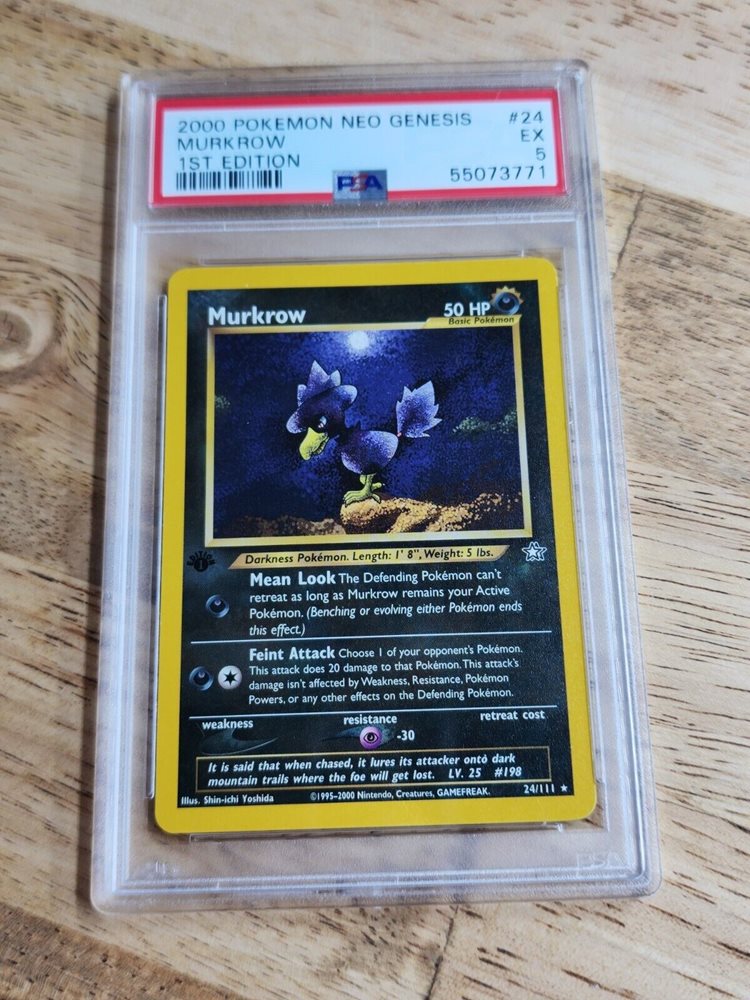 2000 POKEMON NEO GENESIS #24
MURKROW EX
1ST EDITION 5
PSA 55073771
Murkrow 50 HP
Basic Pokémon
Darkness Pokémon. Length: 1' 8", Weight: 5 lbs.
EDITION 1
Mean Look The Defending Pokémon can't
retreat as long as Murkrow remains your Active
Pokémon. (Benching or evolving either Pokémon ends
this effect.)
Feint Attack Choose 1 of your opponent's Pokémon.
This attack does 20 damage to that Pokémon. This attack's
damage isn't affected by Weakness, Resistance, Pokémon
Powers, or any other effects on the Defending Pokémon.
weakness resistance retreat cost
-30
It is said that when chased, it lures its attacker onto dark
mountain trails where the foe will get lost. LV. 25 #198
Illus. Shin-ichi Yoshida ©1995-2000 Nintendo, Creatures, GAMEFREAK. 24/111 ★
PSA